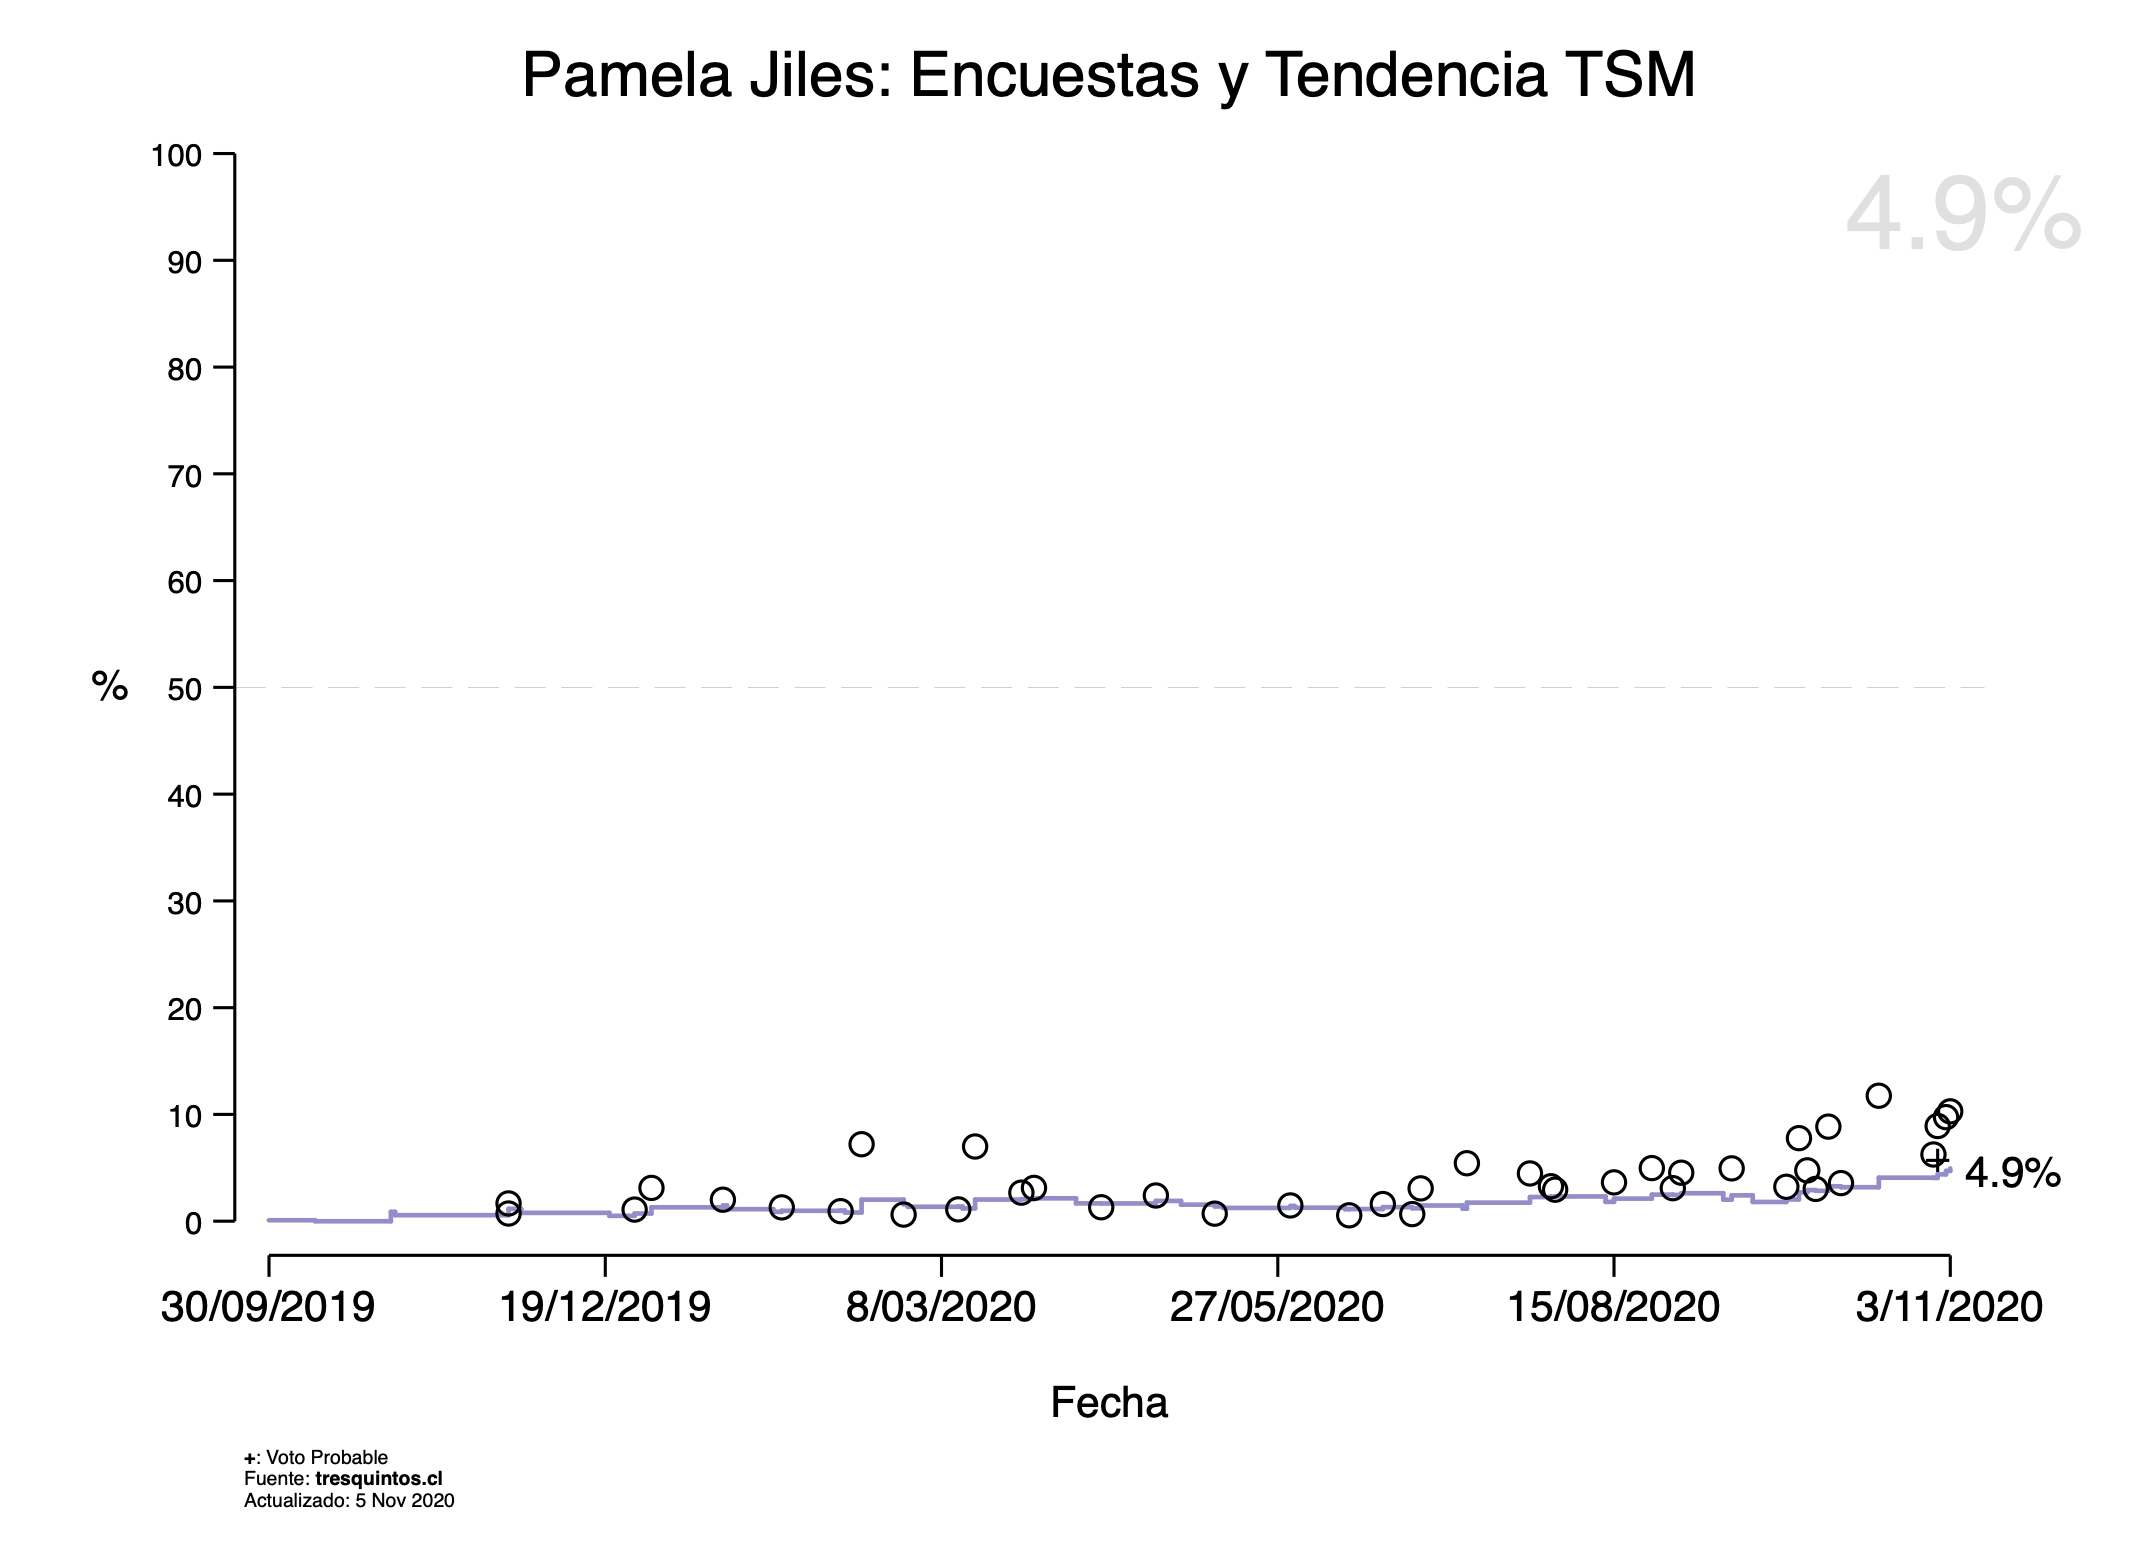 Pamela Jiles: Encuestas y Tendencia TSM
4.9%
100
90
80
70
60
% 50
40
30
20
10
0
4.9%
30/09/2019 19/12/2019 8/03/2020 27/05/2020 15/08/2020 3/11/2020
Fecha
+: Voto Probable
Fuente: tresquintos.cl
Actualizado: 5 Nov 2020